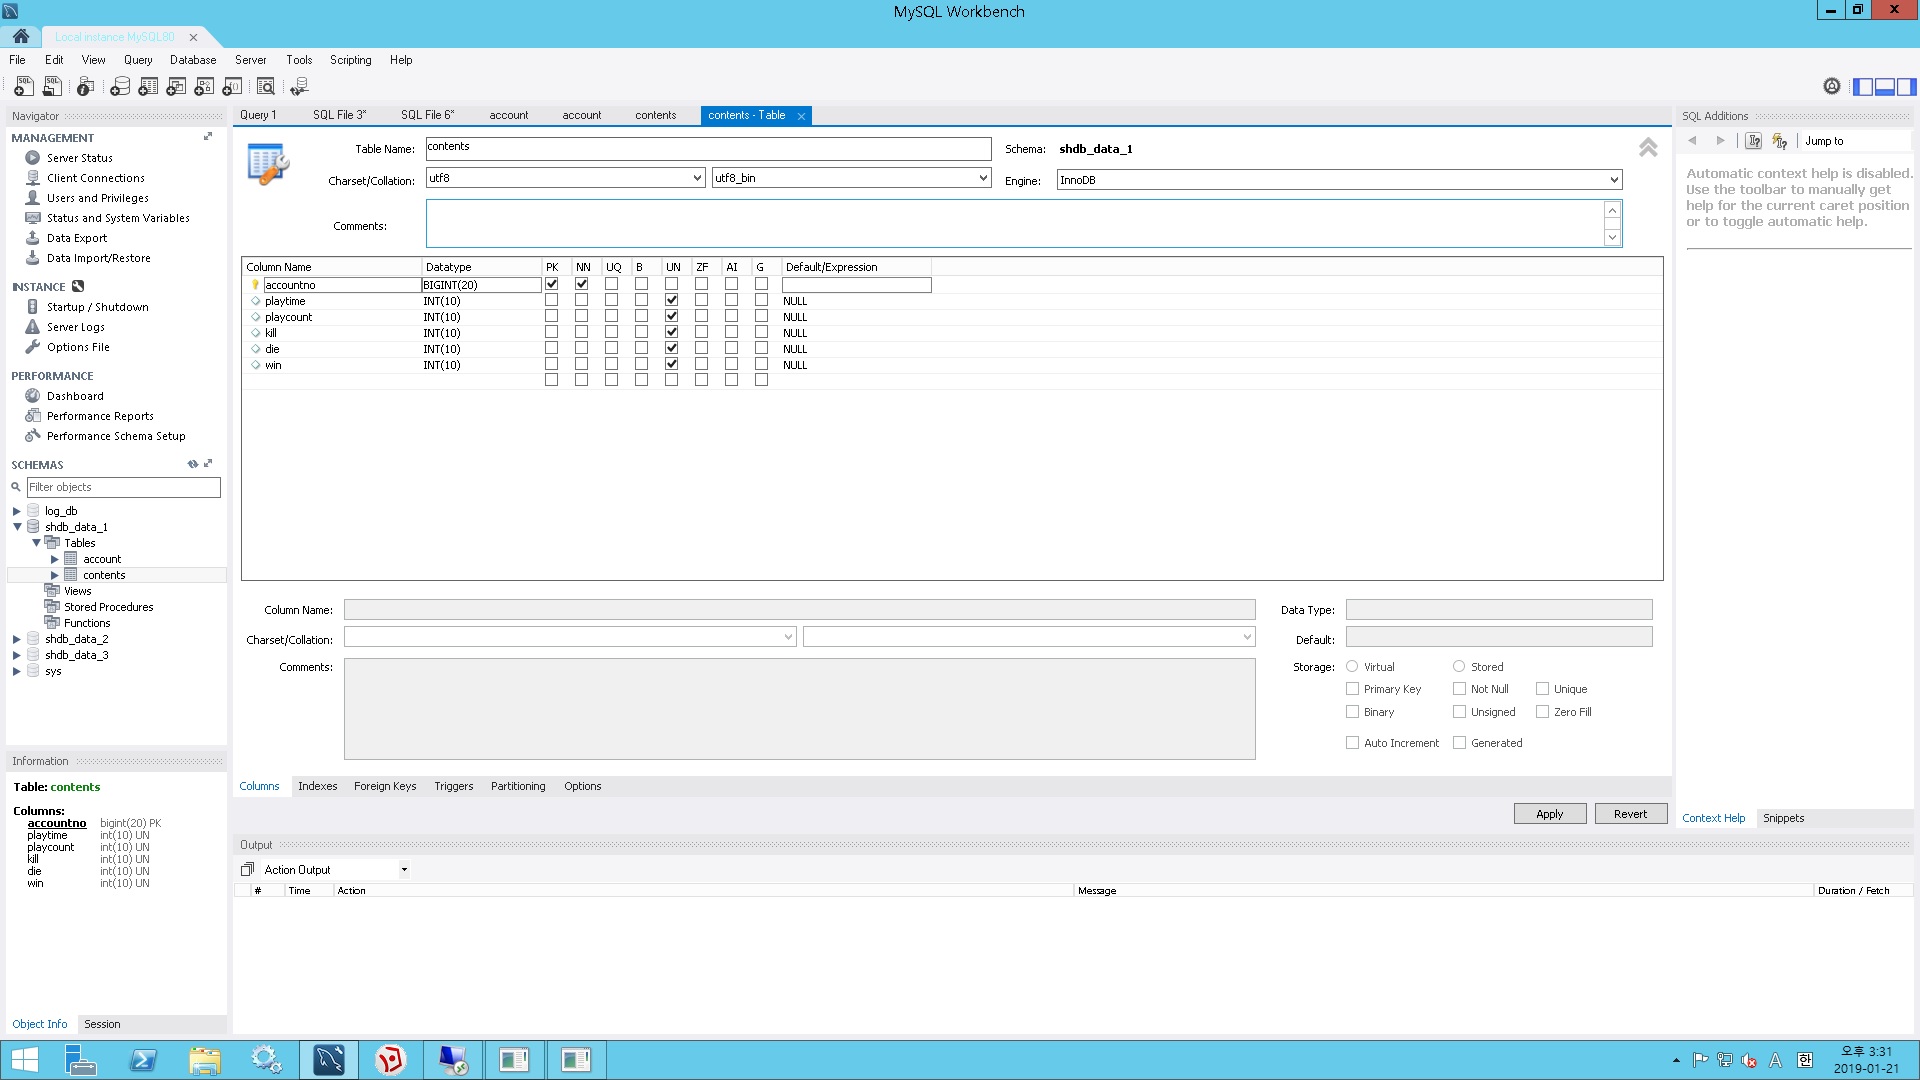 MySQL Workbench
Local instance MySQL80
File Edit View Query Database Server Tools Scripting Help
Navigator
MANAGEMENT
Server Status
Client Connections
Users and Privileges
Status and System Variables
Data Export
Data Import/Restore
INSTANCE
Startup / Shutdown
Server Logs
Options File
PERFORMANCE
Dashboard
Performance Reports
Performance Schema Setup
SCHEMAS
Filter objects
log_db
shdb_data_1
Tables
account
contents
Views
Stored Procedures
Functions
shdb_data_2
shdb_data_3
sys
Information
Table: contents
Columns:
accountno bigint(20) PK
playtime int(10) UN
playcount int(10) UN
kill int(10) UN
die int(10) UN
win int(10) UN
Object Info Session
Query 1 SQL File 3* SQL File 6* account account contents contents - Table
Table Name: contents Schema: shdb_data_1
Charset/Collation: utf8 utf8_bin Engine: InnoDB
Comments:
Column Name Datatype PK NN UQ B UN ZF AI G Default/Expression
accountno BIGINT(20)
playtime INT(10) NULL
playcount INT(10) NULL
kill INT(10) NULL
die INT(10) NULL
win INT(10) NULL
Column Name: Data Type:
Charset/Collation: Default:
Comments: Storage: Virtual Stored
Primary Key Not Null Unique
Binary Unsigned Zero Fill
Auto Increment Generated
Columns Indexes Foreign Keys Triggers Partitioning Options
Apply Revert
Output
Action Output
# Time Action Message Duration / Fetch
SQL Additions
Jump to
Automatic context help is disabled.
Use the toolbar to manually get
help for the current caret position
or to toggle automatic help.
Context Help Snippets
A 한
오후 3:31
2019-01-21